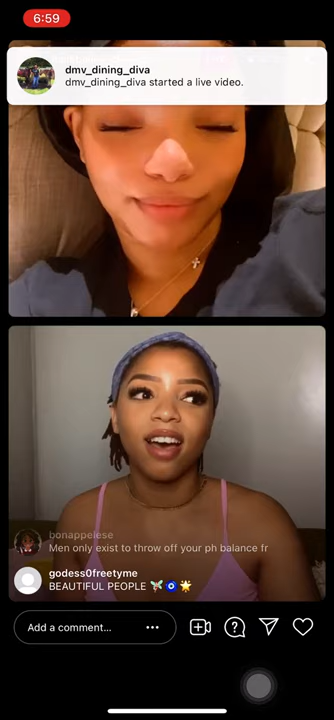 6:59
dmv_dining_diva
dmv_dining_diva started a live video.
bonappelese
Men only exist to throw off your ph balance fr
godess0freetyme
BEAUTIFUL PEOPLE 🧚🏽🧿🌟
Add a comment...